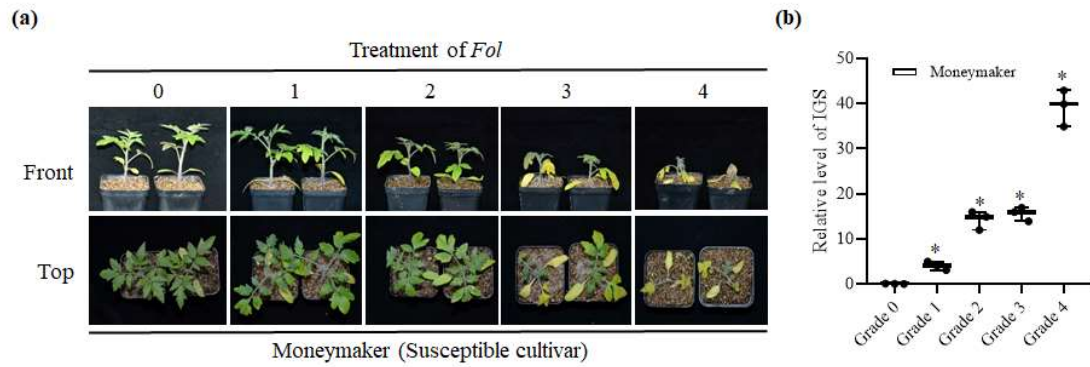 (a)
Treatment of Fol
0 1 2 3 4
Front
Top
Moneymaker (Susceptible cultivar)
(b)
Relative level of IGS
50
40
30
20
10
0
Moneymaker
*
*
*
*
Grade 0
Grade 1
Grade 2
Grade 3
Grade 4